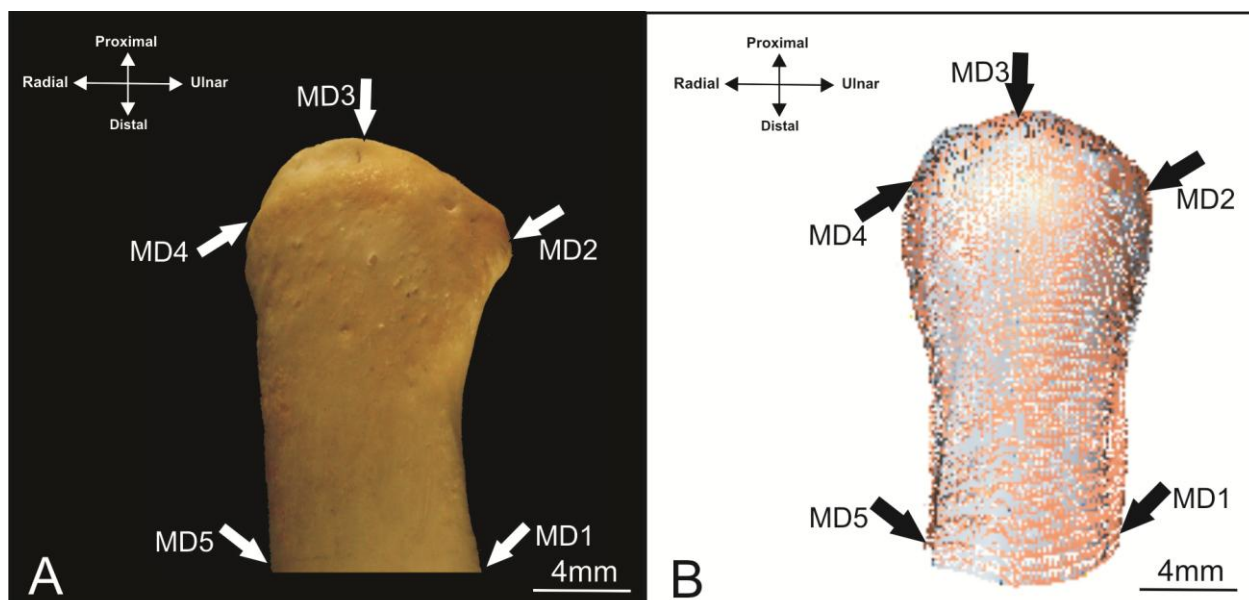 Proximal
Radial Ulnar
Distal
MD3
MD4
MD2
MD5
MD1
A
4mm
Proximal
Radial Ulnar
Distal
MD3
MD4
MD2
MD5
MD1
B
4mm